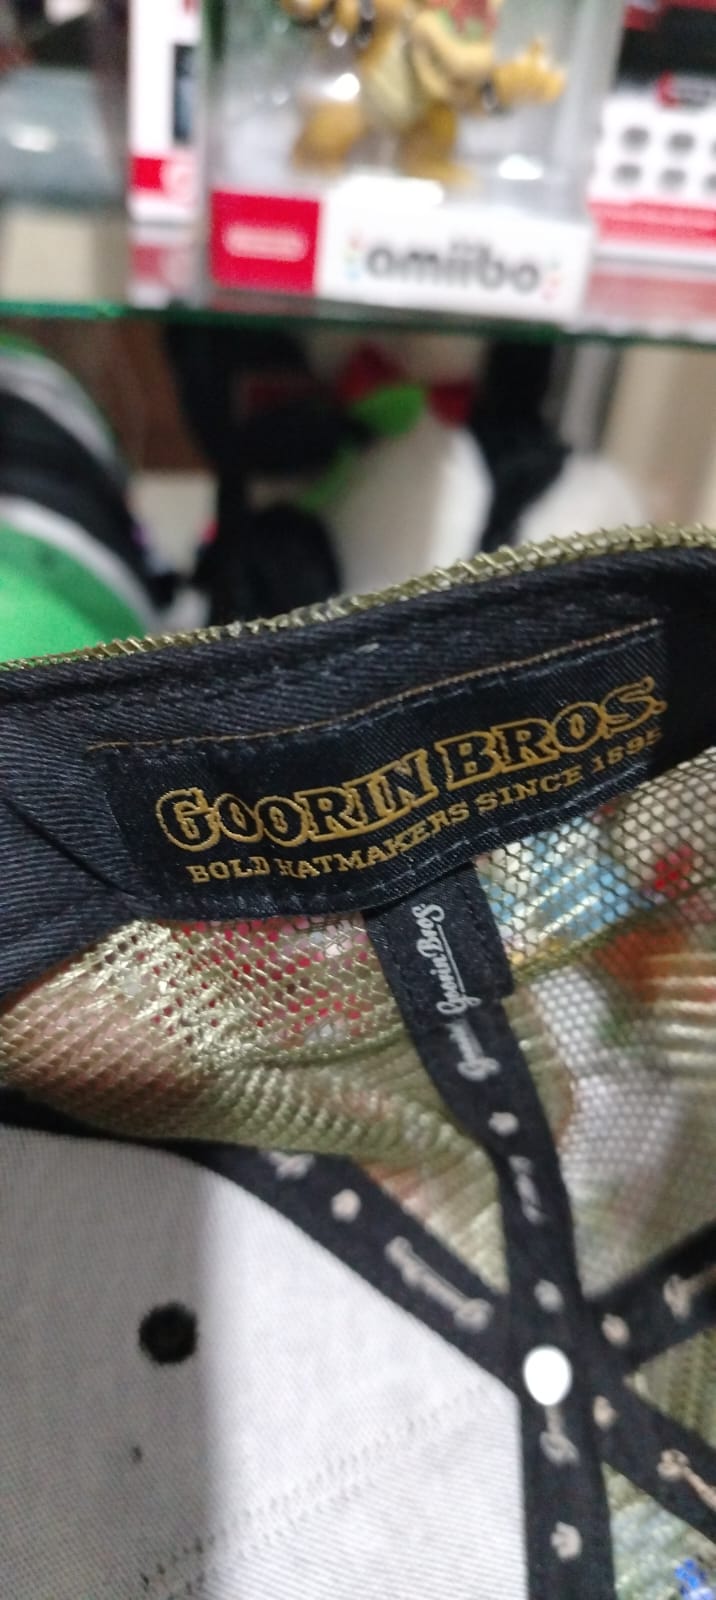 amiibo
GOORIN BROS.
BOLD HATMAKERS SINCE 1895
Goorin Bros